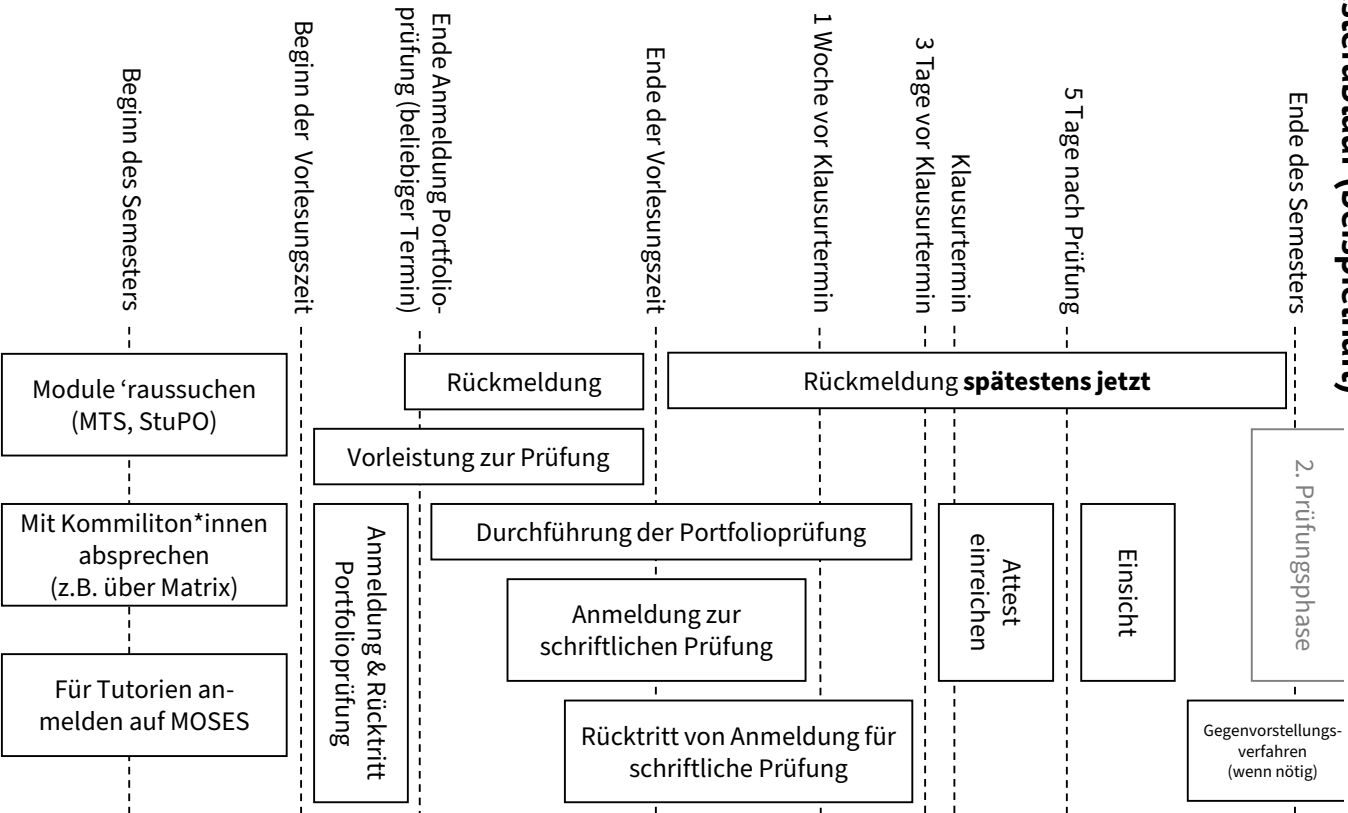 Beginn des Semesters
Beginn der Vorlesungszeit
Ende Anmeldung Portfolio-
prüfung (beliebiger Termin)
Ende der Vorlesungszeit
1 Woche vor Klausurtermin
3 Tage vor Klausurtermin
Klausurtermin
5 Tage nach Prüfung
Ende des Semesters
(beispielhaft)
Module ‘raussuchen
(MTS, StuPO)
Rückmeldung
Rückmeldung spätestens jetzt
Vorleistung zur Prüfung
2. Prüfungsphase
Mit Kommiliton*innen
absprechen
(z.B. über Matrix)
Anmeldung & Rücktritt
Portfolioprüfung
Durchführung der Portfolioprüfung
Attest
einreichen
Einsicht
Anmeldung zur
schriftlichen Prüfung
Für Tutorien an-
melden auf MOSES
Rücktritt von Anmeldung für
schriftliche Prüfung
Gegenvorstellungs-
verfahren
(wenn nötig)